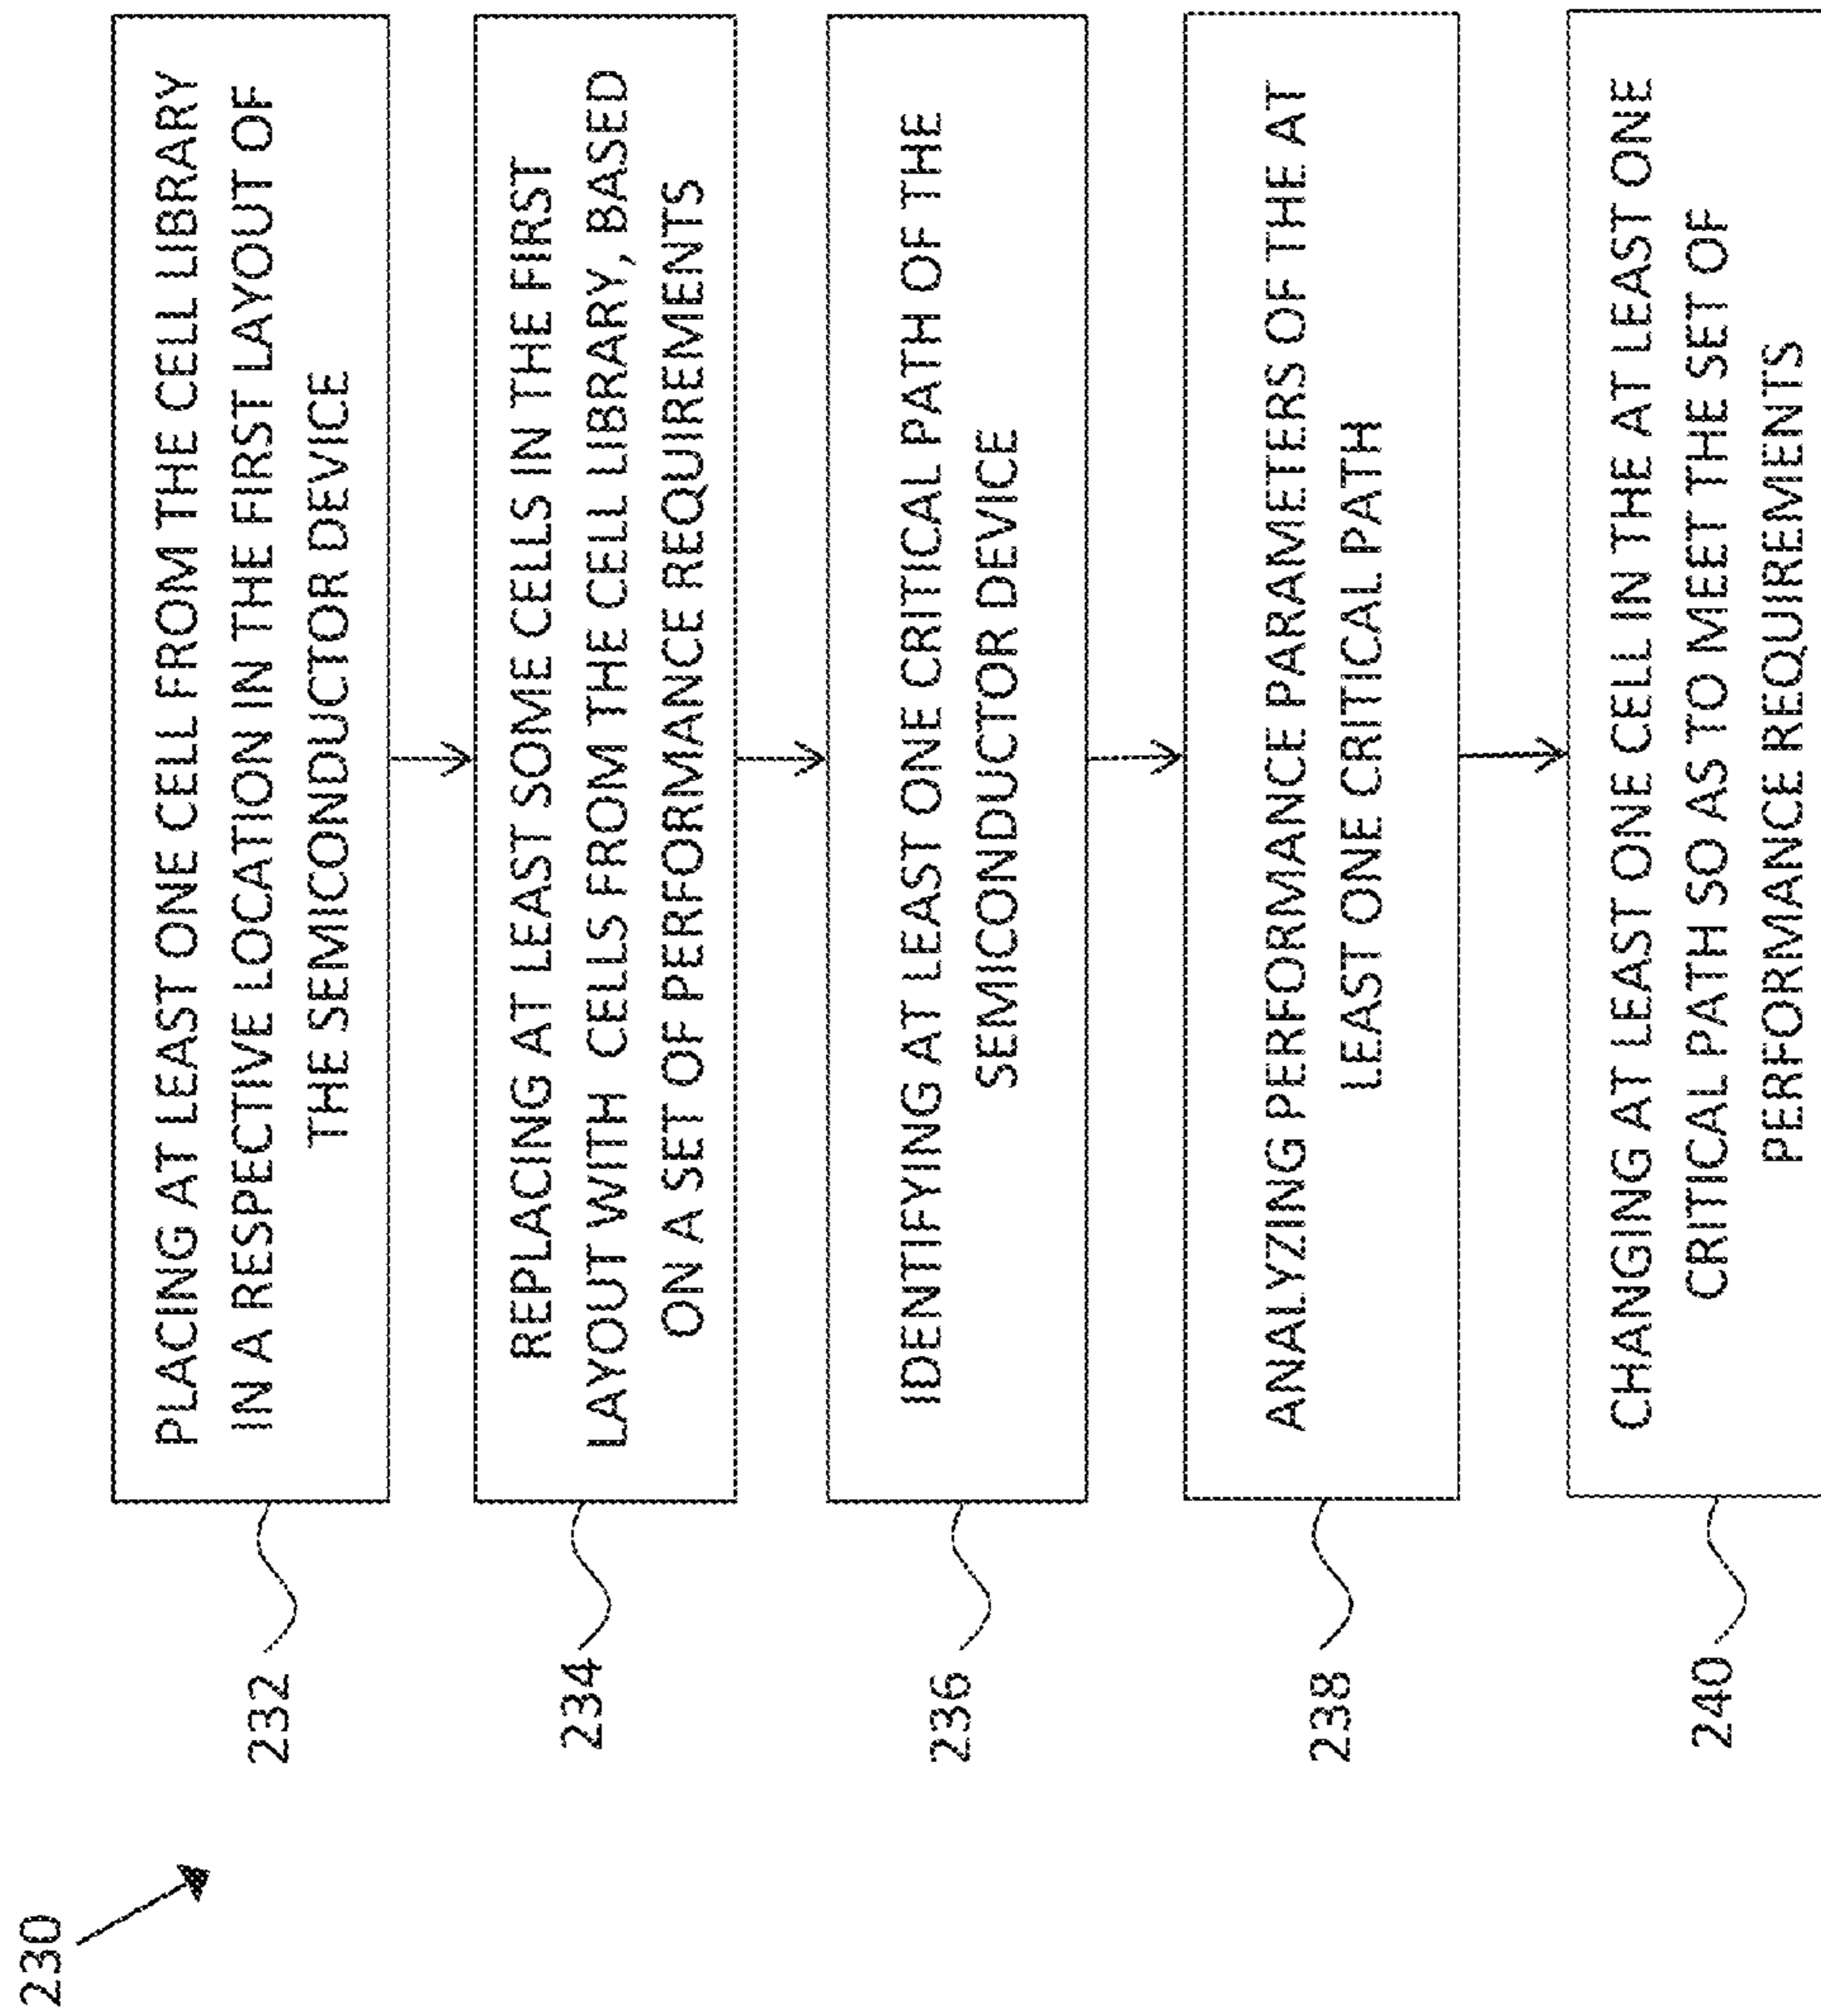 230
232
PLACING AT LEAST ONE CELL FROM THE CELL LIBRARY
IN A RESPECTIVE LOCATION IN THE FIRST LAYOUT OF
THE SEMICONDUCTOR DEVICE
234
REPLACING AT LEAST SOME CELLS IN THE FIRST
LAYOUT WITH CELLS FROM THE CELL LIBRARY, BASED
ON A SET OF PERFORMANCE REQUIREMENTS
236
IDENTIFYING AT LEAST ONE CRITICAL PATH OF THE
SEMICONDUCTOR DEVICE
238
ANALYZING PERFORMANCE PARAMETERS OF THE AT
LEAST ONE CRITICAL PATH
240
CHANGING AT LEAST ONE CELL IN THE AT LEAST ONE
CRITICAL PATH SO AS TO MEET THE SET OF
PERFORMANCE REQUIREMENTS